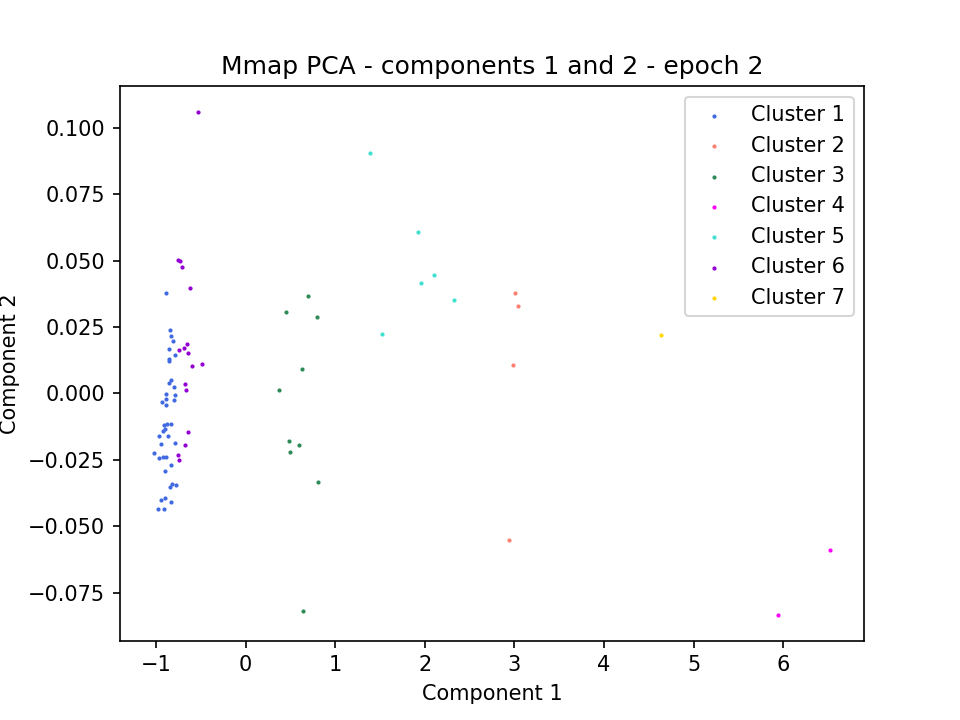 Mmap PCA - components 1 and 2 - epoch 2
Cluster 1
Cluster 2
Cluster 3
Cluster 4
Cluster 5
Cluster 6
Cluster 7
0.100
0.075
0.050
0.025
0.000
−0.025
−0.050
−0.075
Component 2
−1 0 1 2 3 4 5 6
Component 1